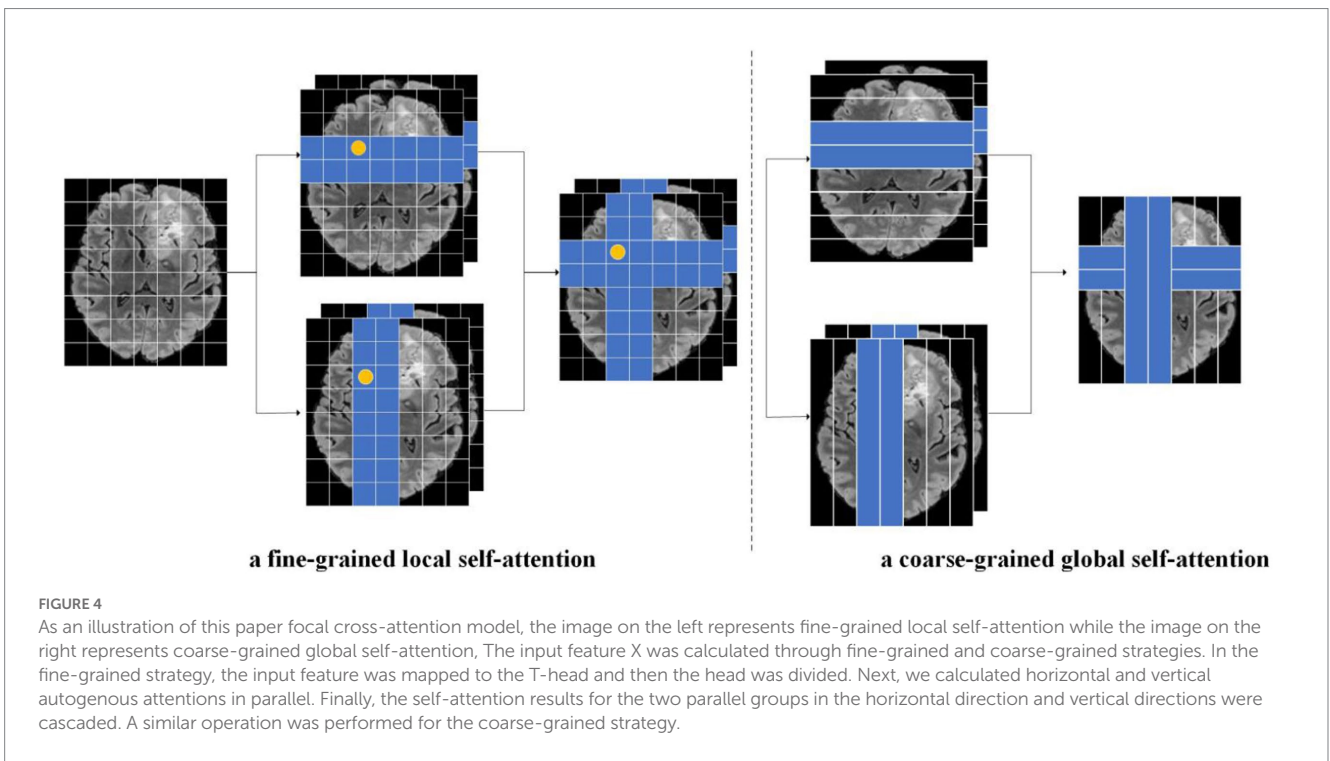 a fine-grained local self-attention
a coarse-grained global self-attention
FIGURE 4
As an illustration of this paper focal cross-attention model, the image on the left represents fine-grained local self-attention while the image on the
right represents coarse-grained global self-attention, The input feature X was calculated through fine-grained and coarse-grained strategies. In the
fine-grained strategy, the input feature was mapped to the T-head and then the head was divided. Next, we calculated horizontal and vertical
autogenous attentions in parallel. Finally, the self-attention results for the two parallel groups in the horizontal direction and vertical directions were
cascaded. A similar operation was performed for the coarse-grained strategy.